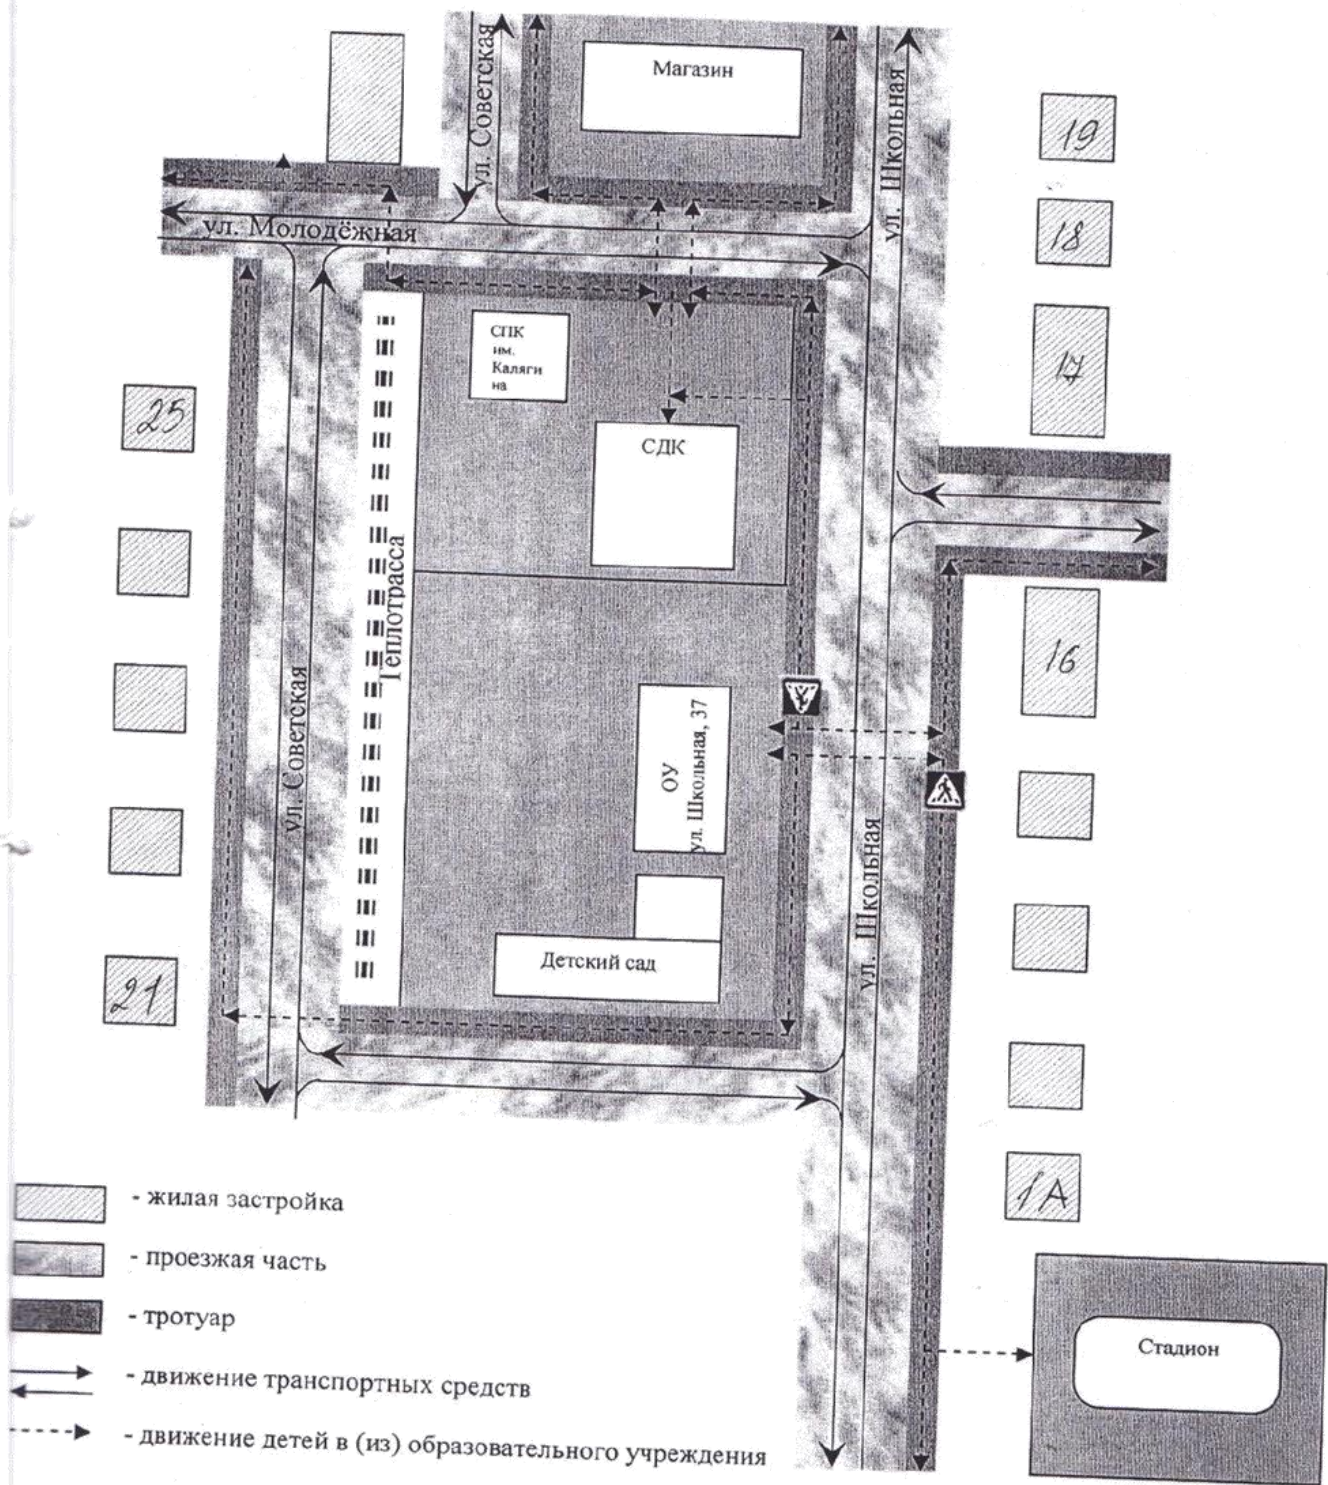 Магазин
ул. Советская
ул. Школьная
19
18
17
ул. Молодёжная
СПК
им.
Каляги
на
25
СДК
Теплотрасса
16
ОУ
ул. Школьная, 37
ул. Советская
ул. Школьная
Детский сад
21
1А
Стадион
- жилая застройка
- проезжая часть
- тротуар
- движение транспортных средств
- движение детей в (из) образовательного учреждения